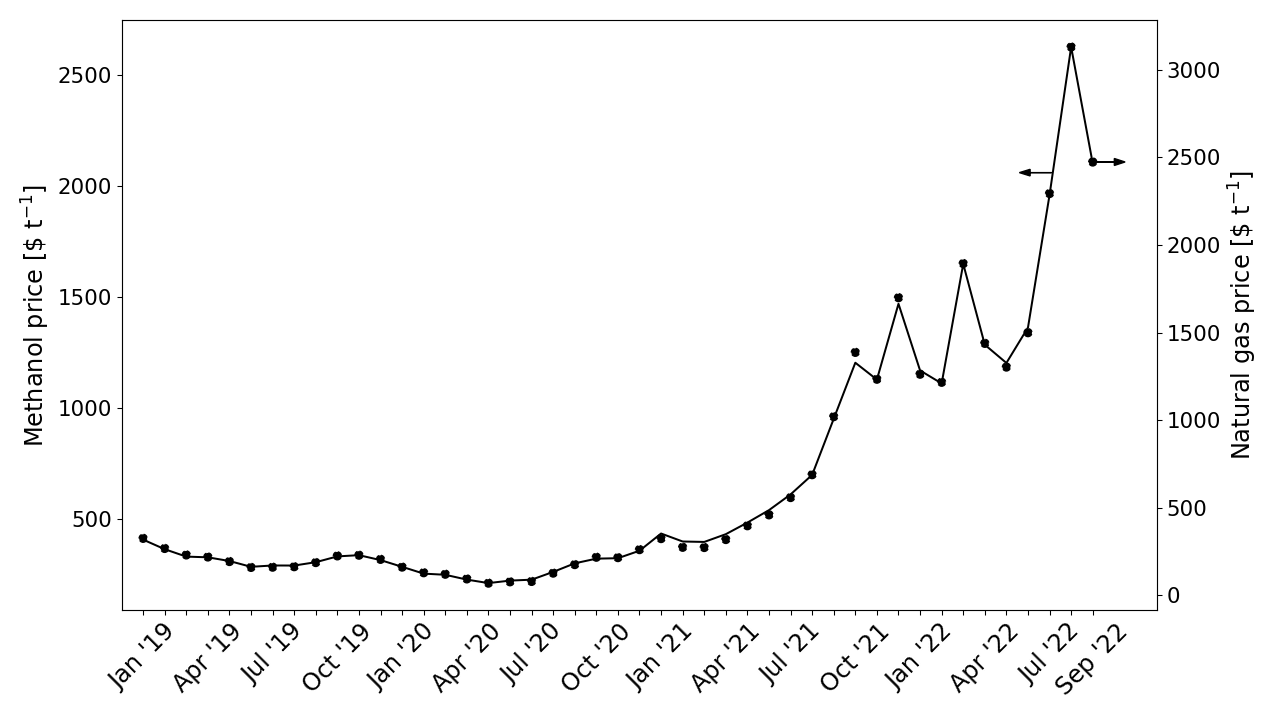 Methanol price [$ t⁻¹]
2500
2000
1500
1000
500
Natural gas price [$ t⁻¹]
3000
2500
2000
1500
1000
500
0
Jan '19
Apr '19
Jul '19
Oct '19
Jan '20
Apr '20
Jul '20
Oct '20
Jan '21
Apr '21
Jul '21
Oct '21
Jan '22
Apr '22
Jul '22
Sep '22